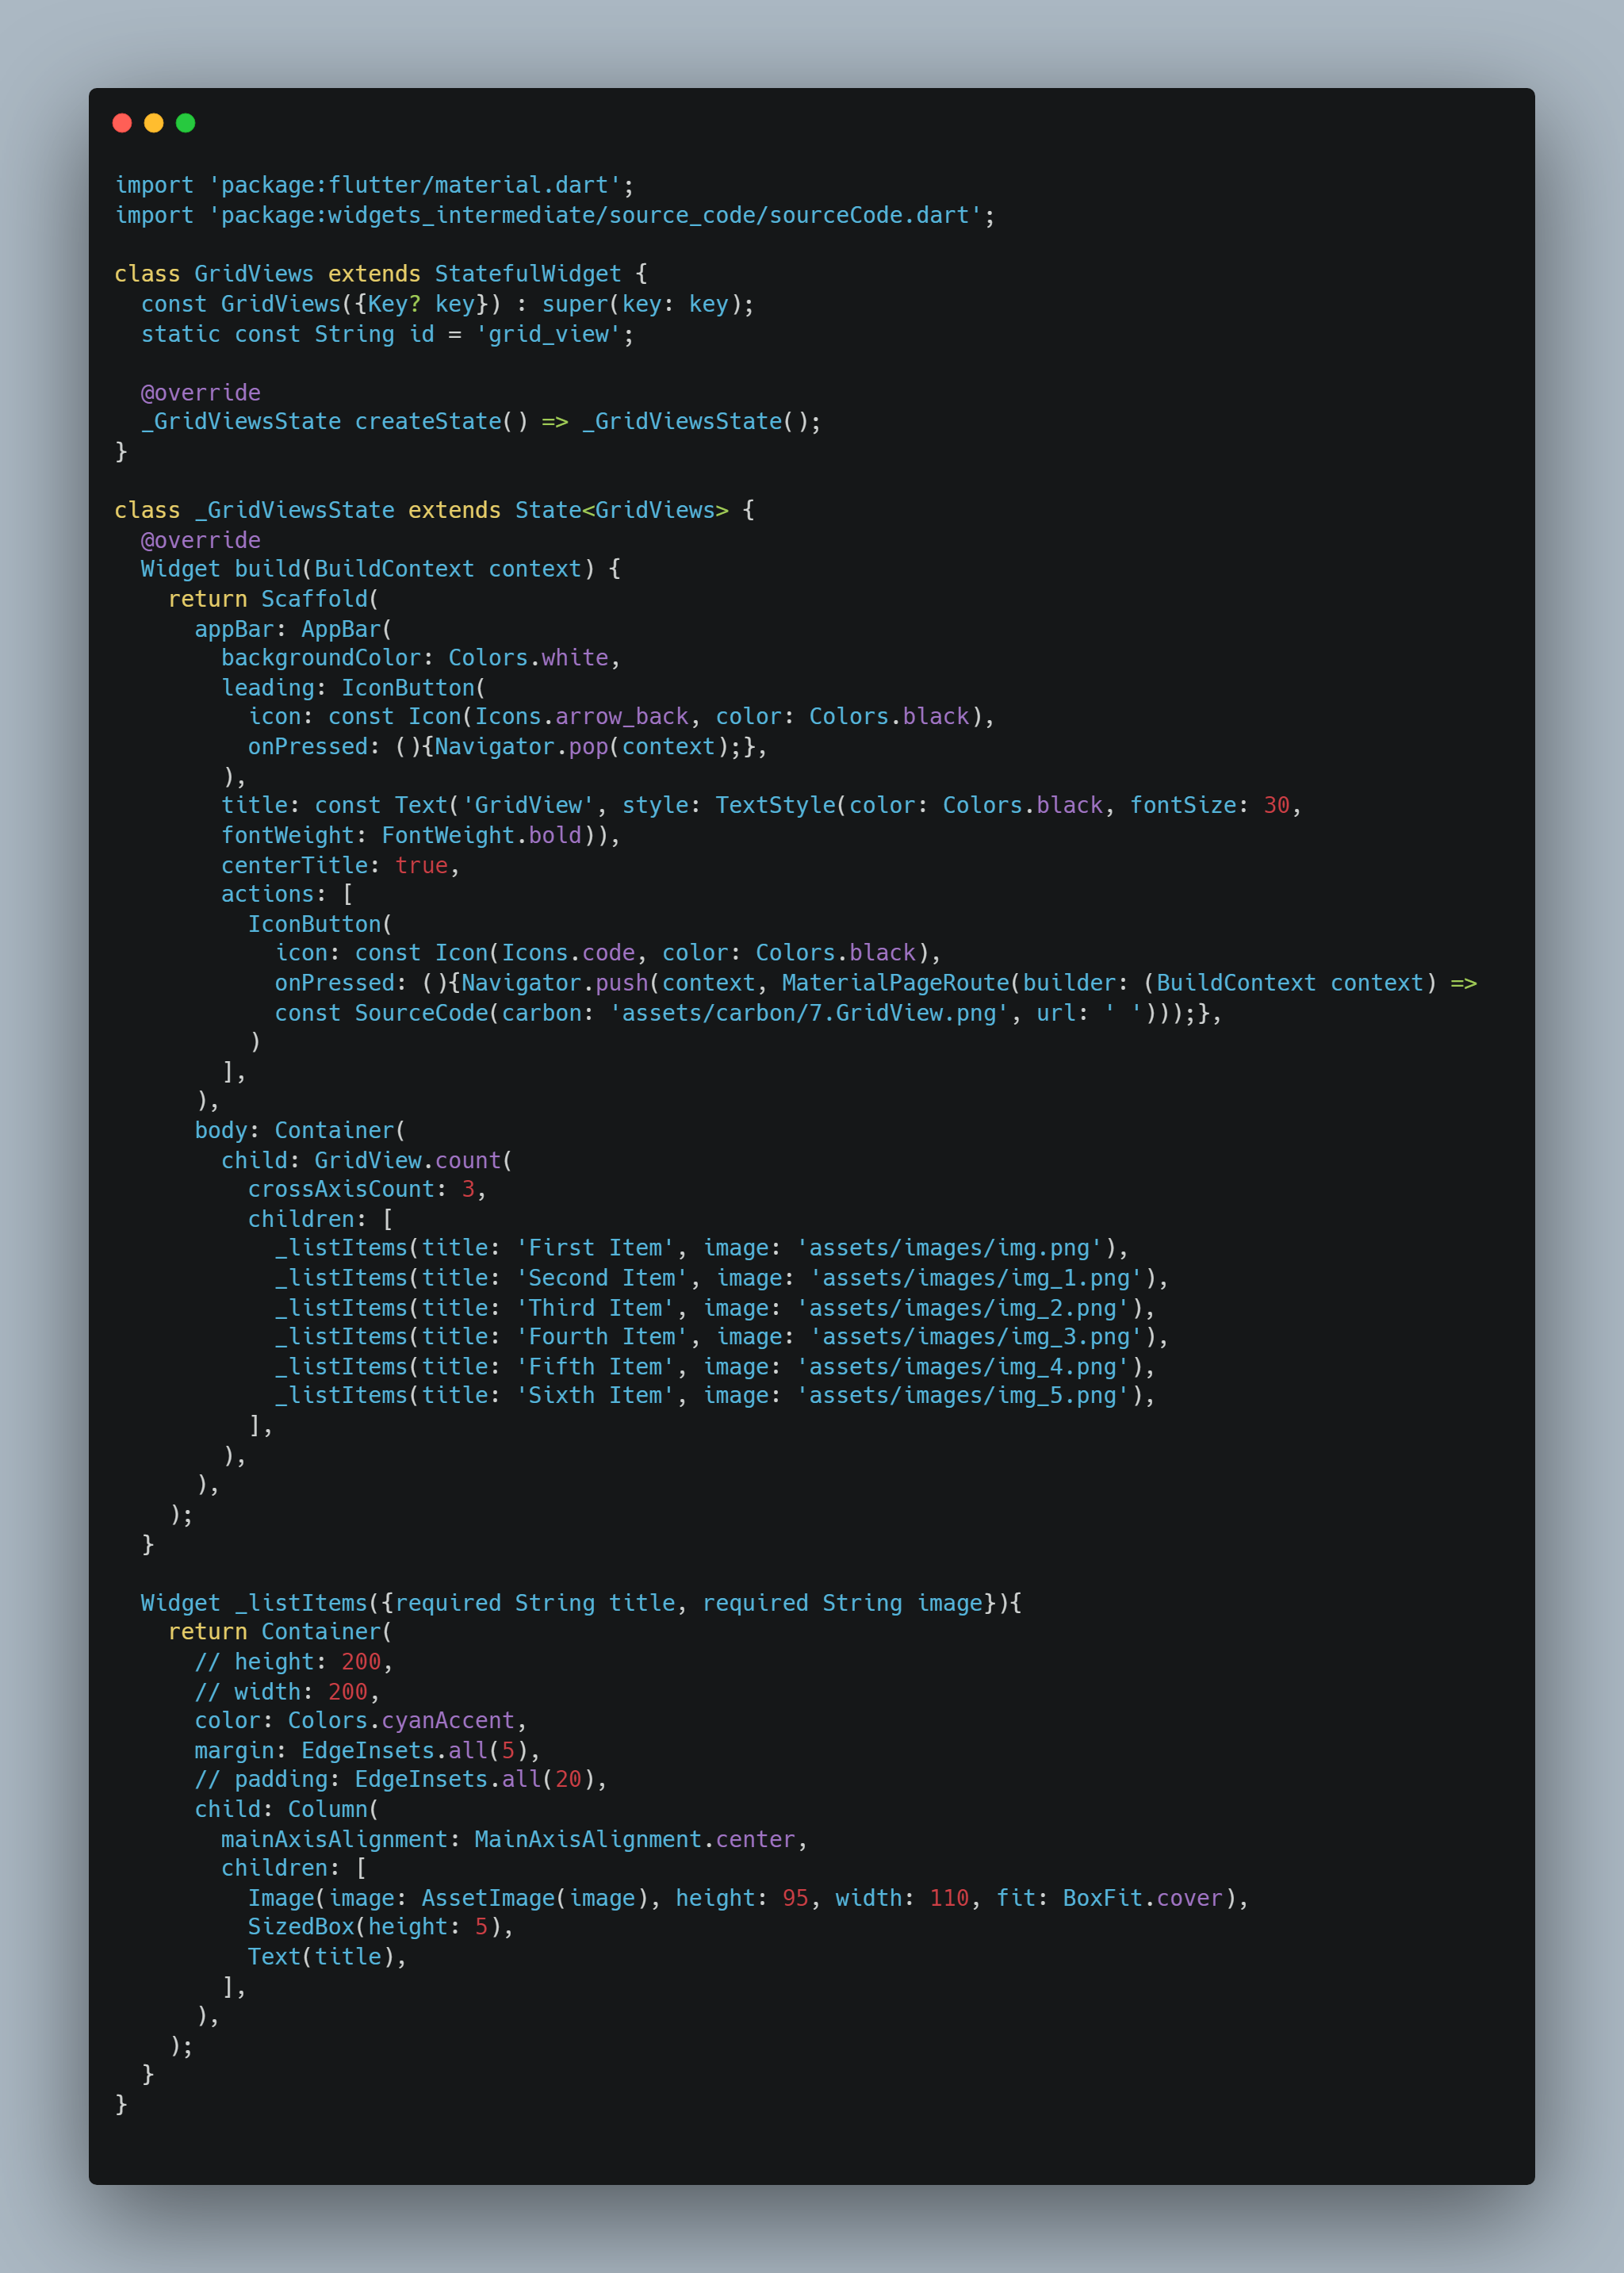 import 'package:flutter/material.dart';
import 'package:widgets_intermediate/source_code/sourceCode.dart';

class GridViews extends StatefulWidget {
  const GridViews({Key? key}) : super(key: key);
  static const String id = 'grid_view';

  @override
  _GridViewsState createState() => _GridViewsState();
}

class _GridViewsState extends State<GridViews> {
  @override
  Widget build(BuildContext context) {
    return Scaffold(
      appBar: AppBar(
        backgroundColor: Colors.white,
        leading: IconButton(
          icon: const Icon(Icons.arrow_back, color: Colors.black),
          onPressed: (){Navigator.pop(context);},
        ),
        title: const Text('GridView', style: TextStyle(color: Colors.black, fontSize: 30,
        fontWeight: FontWeight.bold)),
        centerTitle: true,
        actions: [
          IconButton(
            icon: const Icon(Icons.code, color: Colors.black),
            onPressed: (){Navigator.push(context, MaterialPageRoute(builder: (BuildContext context) =>
            const SourceCode(carbon: 'assets/carbon/7.GridView.png', url: ' ')));},
          )
        ],
      ),
      body: Container(
        child: GridView.count(
          crossAxisCount: 3,
          children: [
            _listItems(title: 'First Item', image: 'assets/images/img.png'),
            _listItems(title: 'Second Item', image: 'assets/images/img_1.png'),
            _listItems(title: 'Third Item', image: 'assets/images/img_2.png'),
            _listItems(title: 'Fourth Item', image: 'assets/images/img_3.png'),
            _listItems(title: 'Fifth Item', image: 'assets/images/img_4.png'),
            _listItems(title: 'Sixth Item', image: 'assets/images/img_5.png'),
          ],
        ),
      ),
    );
  }

  Widget _listItems({required String title, required String image}){
    return Container(
      // height: 200,
      // width: 200,
      color: Colors.cyanAccent,
      margin: EdgeInsets.all(5),
      // padding: EdgeInsets.all(20),
      child: Column(
        mainAxisAlignment: MainAxisAlignment.center,
        children: [
          Image(image: AssetImage(image), height: 95, width: 110, fit: BoxFit.cover),
          SizedBox(height: 5),
          Text(title),
        ],
      ),
    );
  }
}